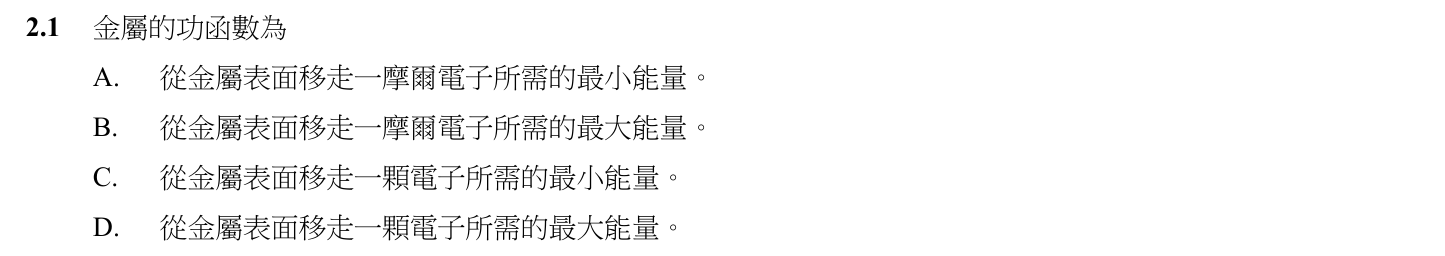 2.1 金屬的功函數為
A. 從金屬表面移走一摩爾電子所需的最小能量。
B. 從金屬表面移走一摩爾電子所需的最大能量。
C. 從金屬表面移走一顆電子所需的最小能量。
D. 從金屬表面移走一顆電子所需的最大能量。